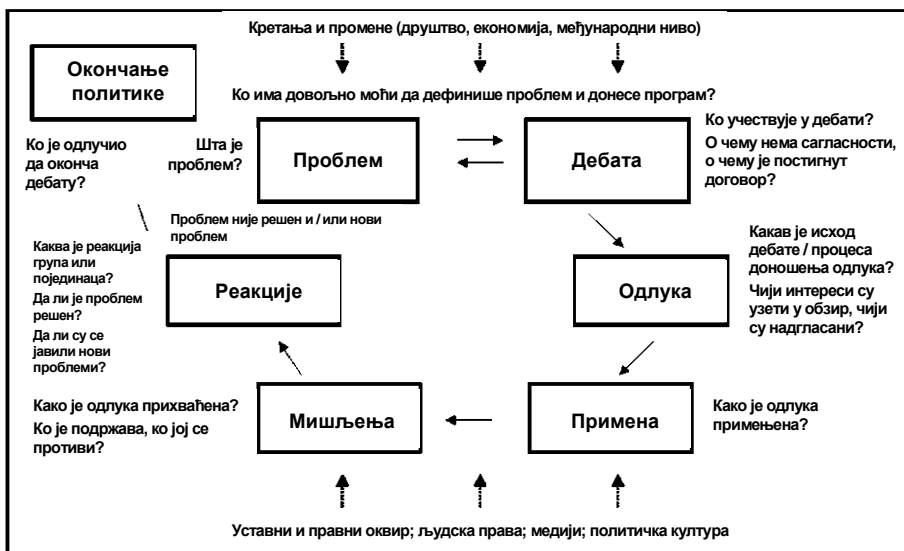 Кретања и промене (друштво, економија, међународни ниво)
Окончање
политике
Ко има довољно моћи да дефинише проблем и донесе програм?
Ко је одлучио
да оконча
дебату?
Шта је
проблем?
Проблем
Дебата
Ко учествује у дебати?
О чему нема сагласности,
о чему је постигнут
договор?
Проблем није решен и / или нови
проблем
Каква је реакција
група или
појединаца?
Да ли је проблем
решен?
Да ли су се
јавили нови
проблеми?
Реакције
Одлука
Какав је исход
дебате / процеса
доношења одлука?
Чији интереси су
узети у обзир, чији
су надгласани?
Како је одлука прихваћена?
Ко је подржава, ко јој се
противи?
Мишљења
Примена
Како је одлука
примењена?
Уставни и правни оквир; људска права; медији; политичка култура